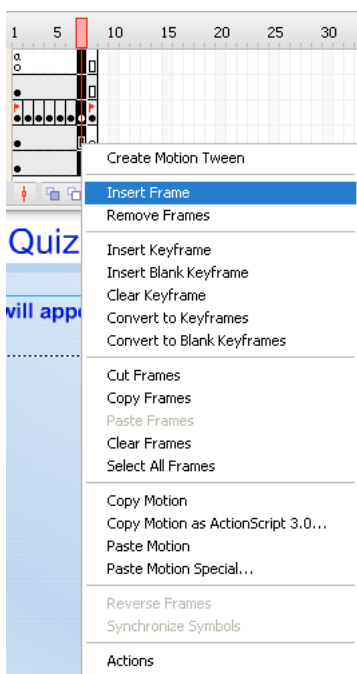 1 5 10 15 20 25 30
a
Create Motion Tween
Insert Frame
Remove Frames
Quiz
Insert Keyframe
Insert Blank Keyframe
Clear Keyframe
will appe
Convert to Keyframes
Convert to Blank Keyframes
Cut Frames
Copy Frames
Paste Frames
Clear Frames
Select All Frames
Copy Motion
Copy Motion as ActionScript 3.0...
Paste Motion
Paste Motion Special...
Reverse Frames
Synchronize Symbols
Actions